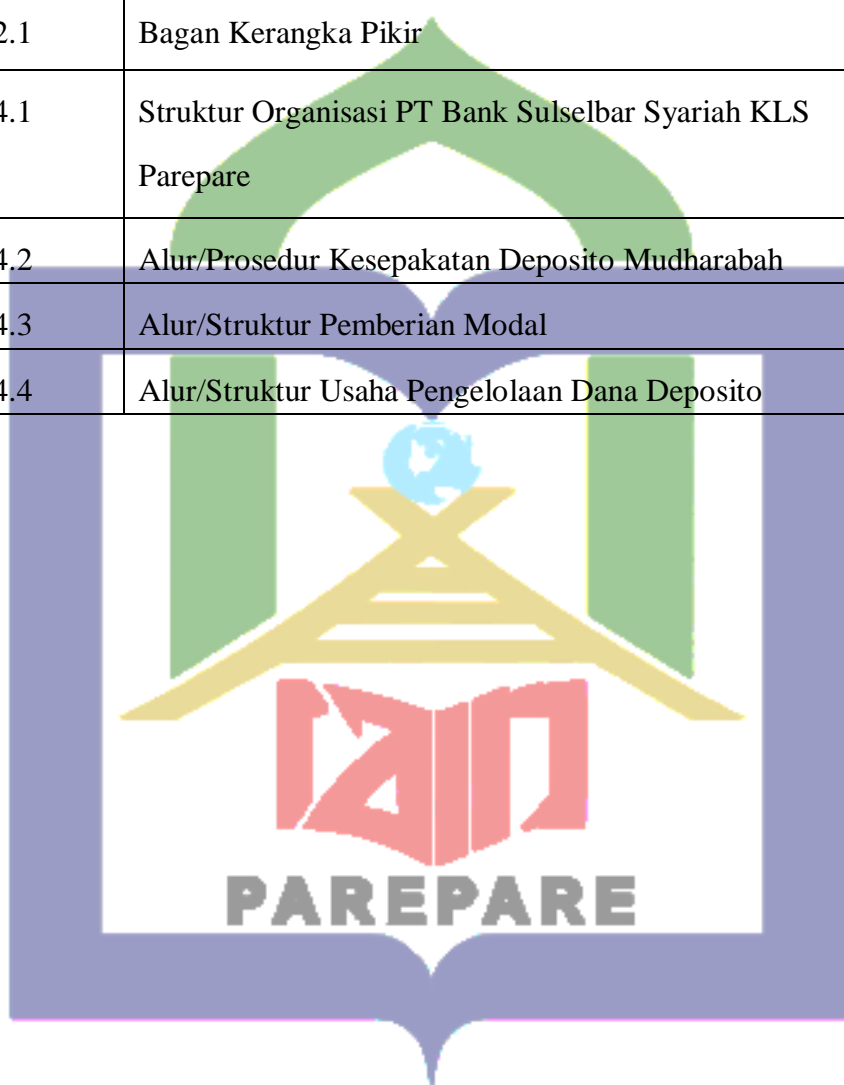 2.1 Bagan Kerangka Pikir
4.1 Struktur Organisasi PT Bank Sulselbar Syariah KLS
Parepare
4.2 Alur/Prosedur Kesepakatan Deposito Mudharabah
4.3 Alur/Struktur Pemberian Modal
4.4 Alur/Struktur Usaha Pengelolaan Dana Deposito
iain
PAREPARE